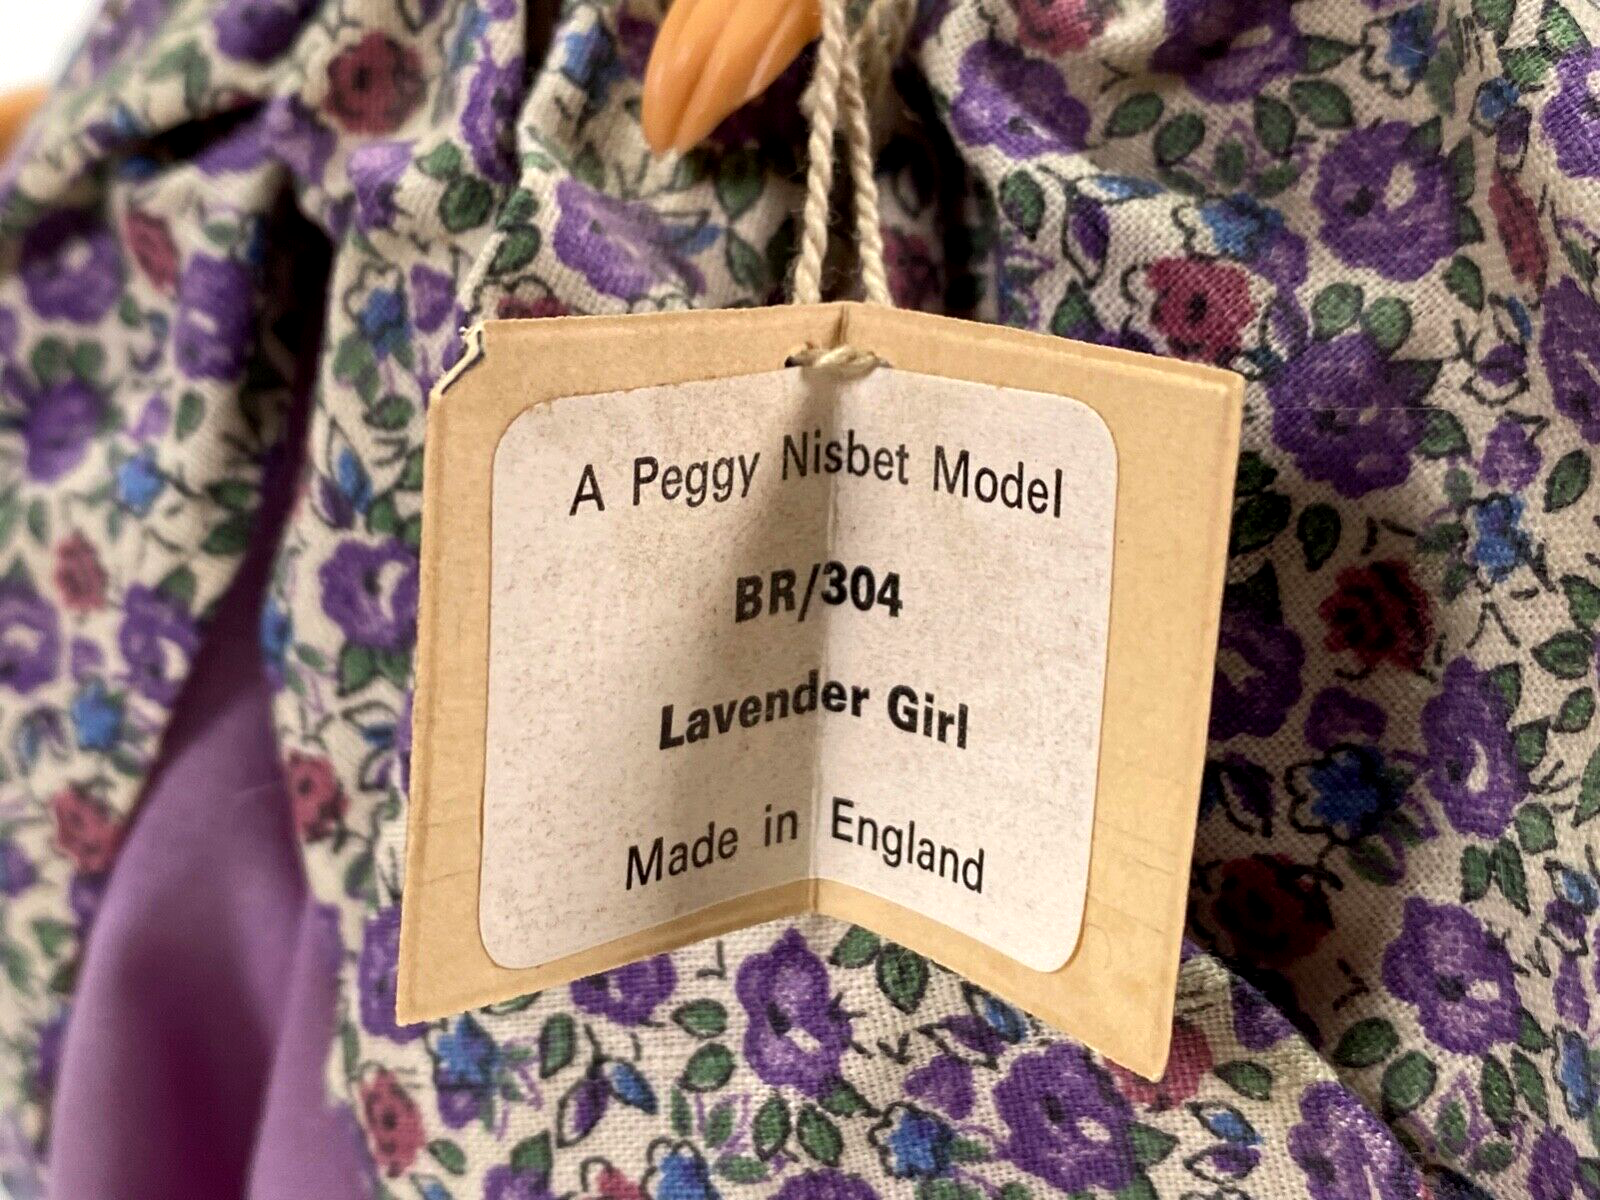 A Peggy Nisbet Model
BR/304
Lavender Girl
Made in England